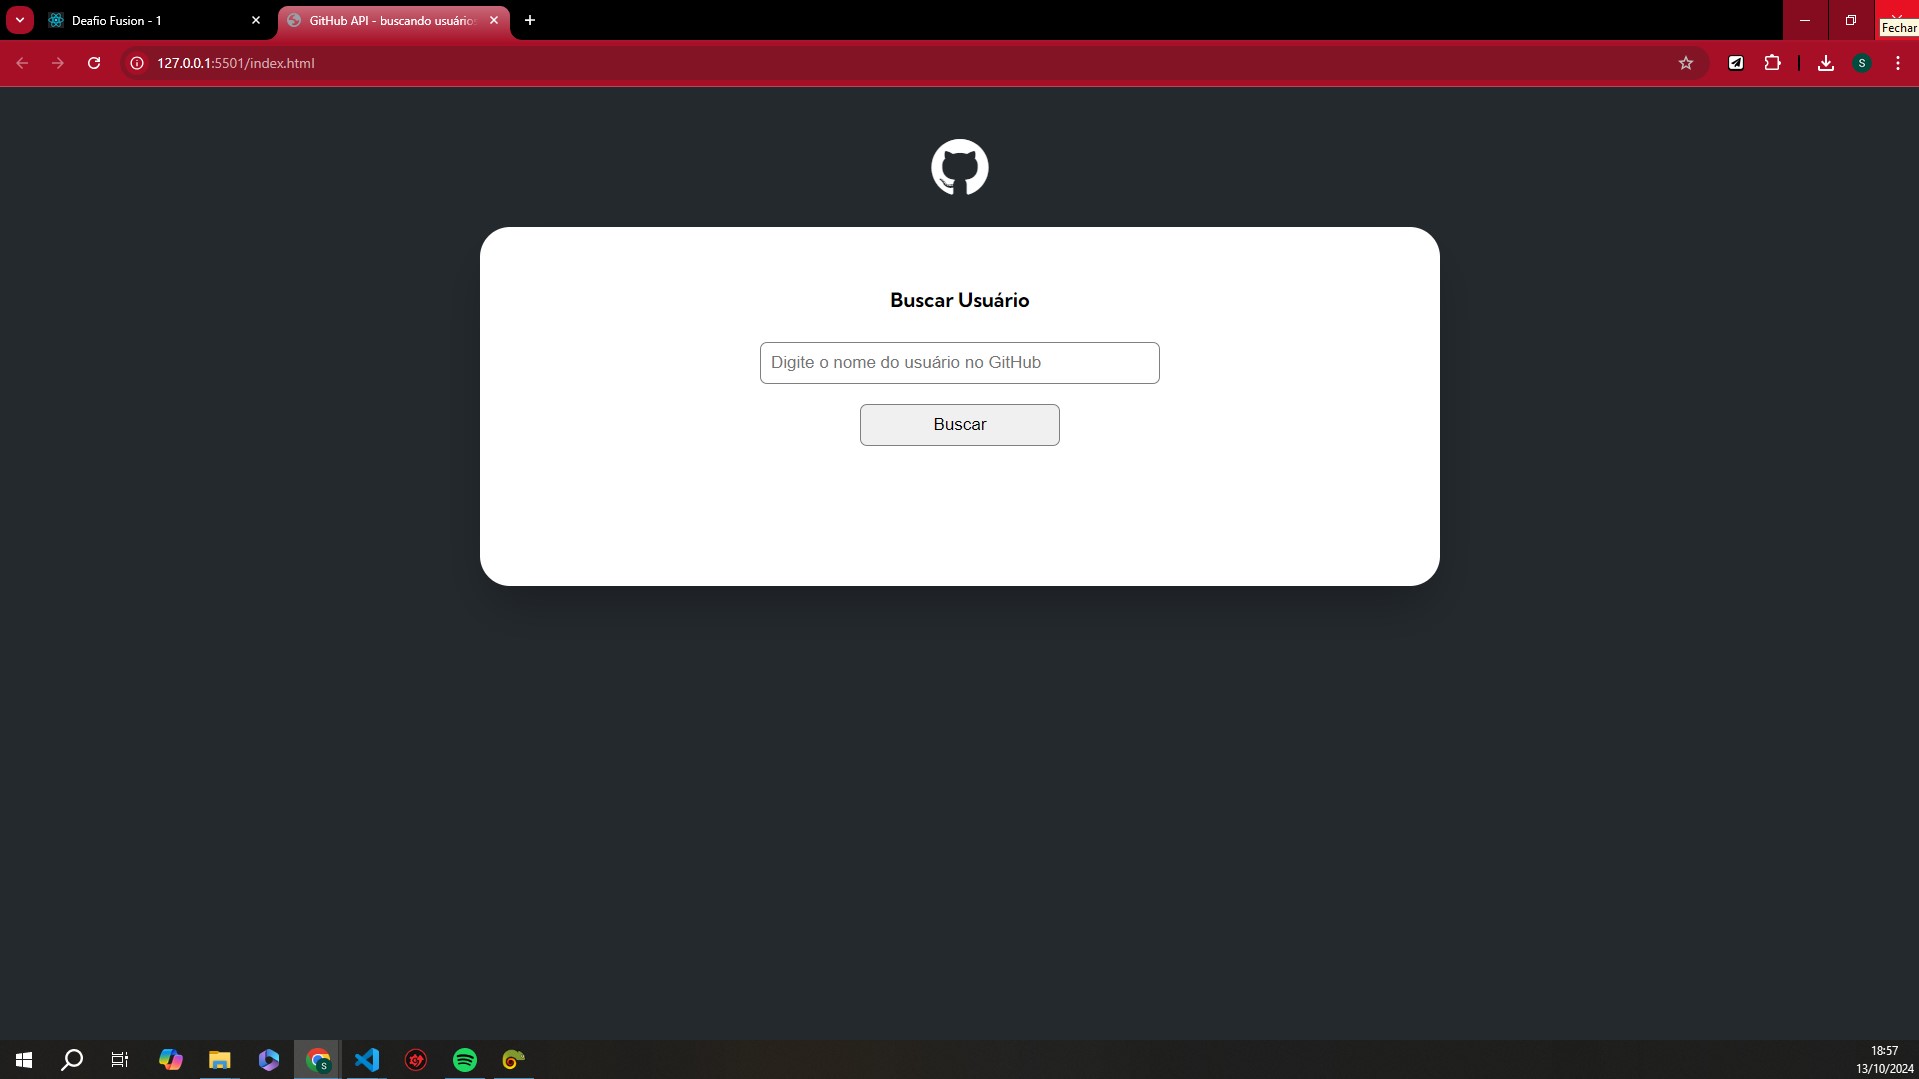 Deafio Fusion - 1
GitHub API - buscando usuários
Fechar
127.0.0.1:5501/index.html
S
Buscar Usuário
Digite o nome do usuário no GitHub
Buscar
S
18:57
13/10/2024